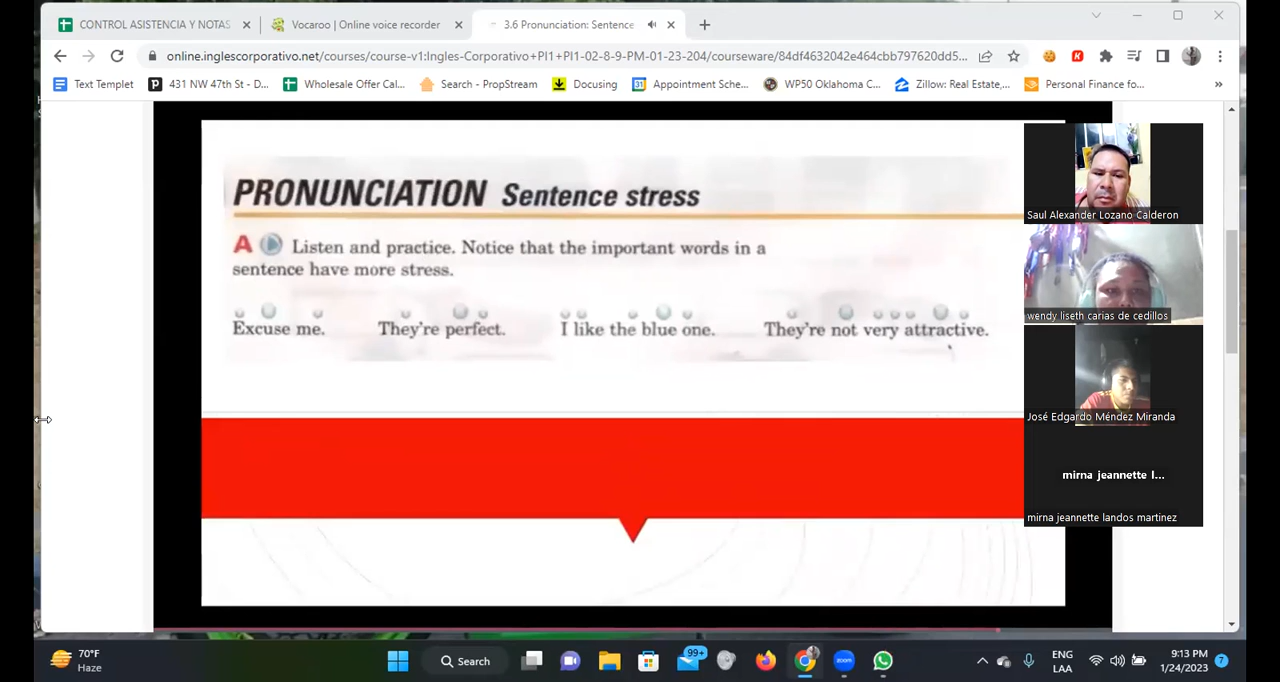 CONTROL ASISTENCIA Y NOTAS
Vocaroo | Online voice recorder
3.6 Pronunciation: Sentence
online.inglescorporativo.net/courses/course-v1:Ingles-Corporativo+PI1+PI1-02-8-9-PM-01-23-204/courseware/84df4632042e464cbb797620dd5...
Text Templet
431 NW 47th St - D...
Wholesale Offer Cal...
Search - PropStream
Docusing
Appointment Sche...
WP50 Oklahoma C...
Zillow: Real Estate,...
Personal Finance fo...
»
PRONUNCIATION Sentence stress
A Listen and practice. Notice that the important words in a
sentence have more stress.
Excuse me. They're perfect. I like the blue one. They're not very attractive.
Saul Alexander Lozano Calderon
wendy liseth carias de cedillos
José Edgardo Méndez Miranda
mirna jeannette l...
mirna jeannette landos martinez
70°F
Haze
Search
99+
zoom
ENG
LAA
9:13 PM
1/24/2023
7